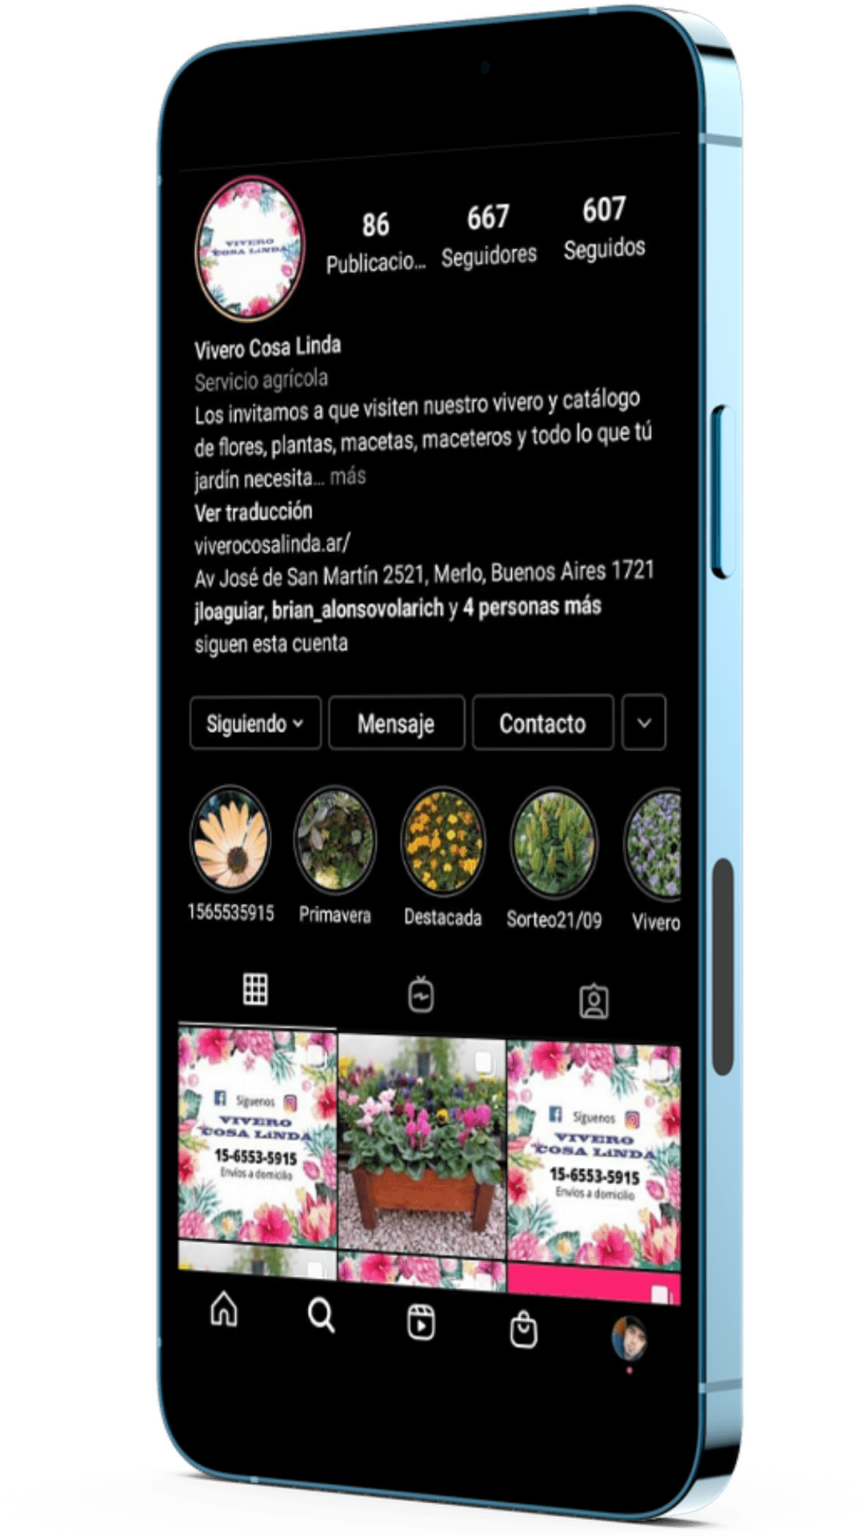 VIVERO
COSA LINDA
86
Publicacio...
667
Seguidores
607
Seguidos
Vivero Cosa Linda
Servicio agrícola
Los invitamos a que visiten nuestro vivero y catálogo
de flores, plantas, macetas, maceteros y todo lo que tú
jardín necesita... más
Ver traducción
viverocosalinda.ar/
Av José de San Martín 2521, Merlo, Buenos Aires 1721
jloaguiar, brian_alonsovolarich y 4 personas más
siguen esta cuenta
Siguiendo
Mensaje
Contacto
1565535915
Primavera
Destacada
Sorteo21/09
Vivero
Siguenos
VIVERO
COSA LINDA
15-6553-5915
Envíos a domicilio
Siguenos
VIVERO
COSA LINDA
15-6553-5915
Envíos a domicilio